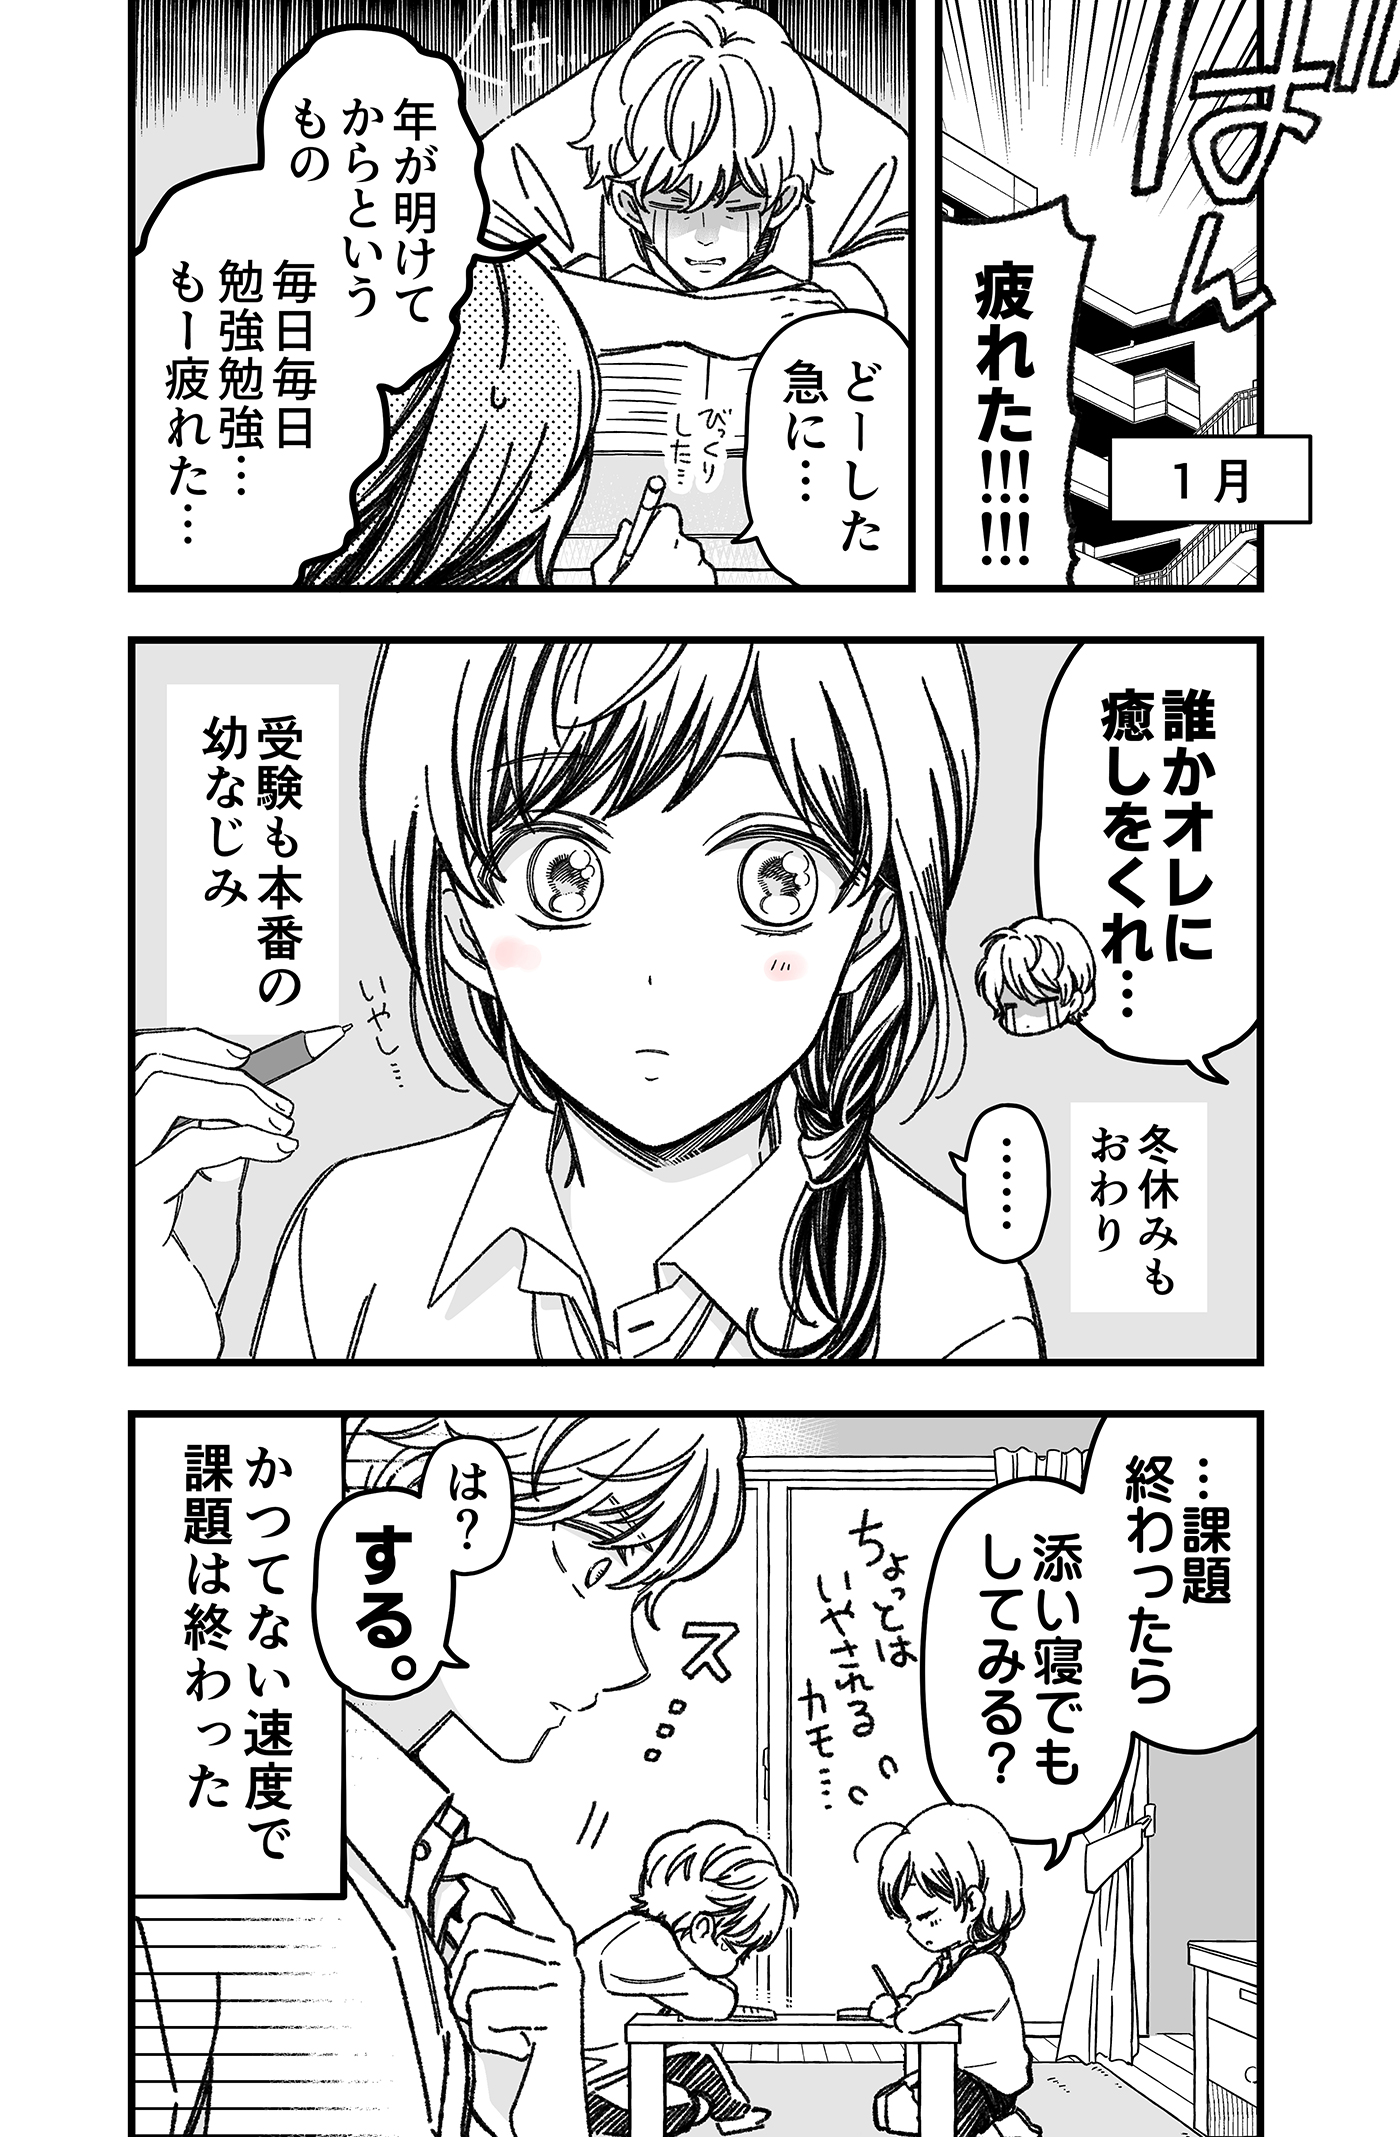 ばん
1月
疲れた!!!!!!
ぐす……
どーした
急に…
びっくり
した…
年が明けて
からという
もの
毎日毎日
勉強勉強…
もー疲れた…
誰かオレに
癒しをくれ…
冬休みも
おわり
……
受験も本番の
幼なじみ
いやし…
…課題
終わったら
添い寝でも
してみる?
ちょっとは
いやされる
カモ…
ス…
は?
する。
かつてない速度で
課題は終わった